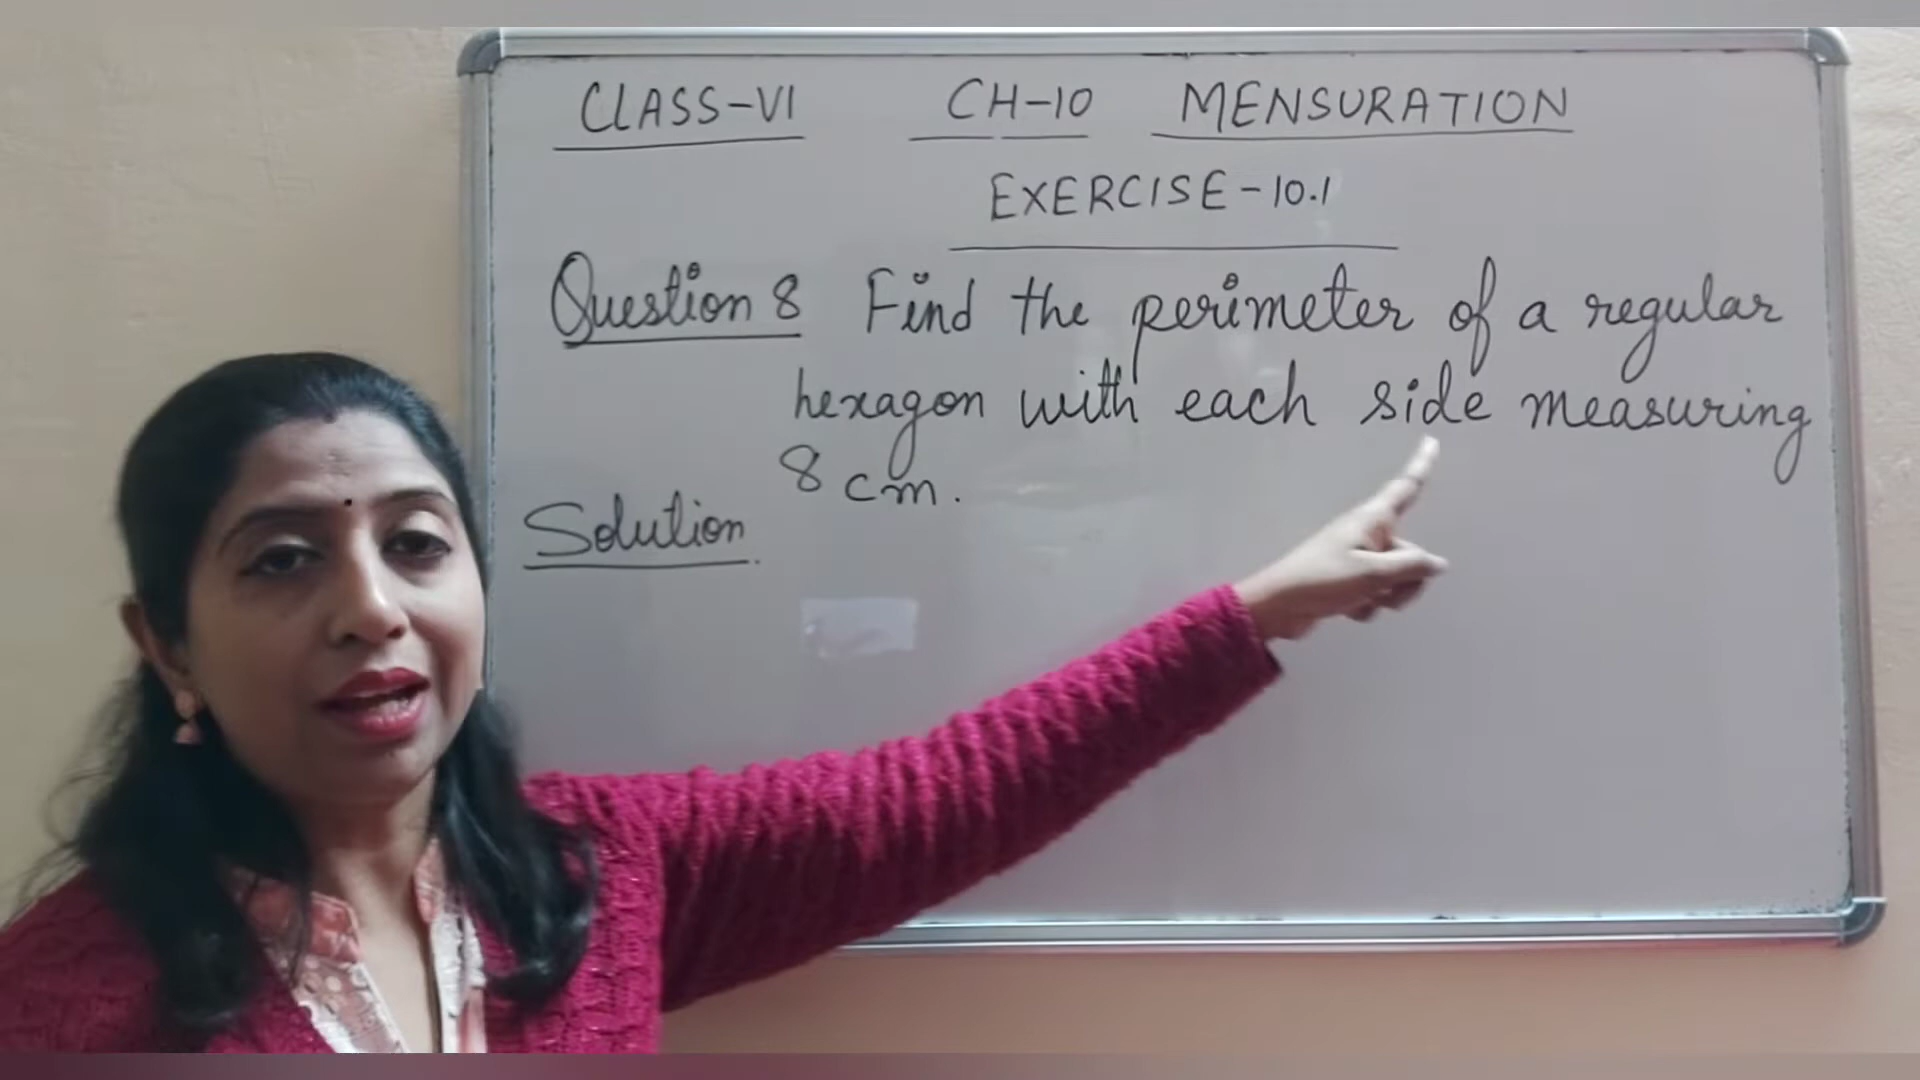 CLASS-VI CH-10 MENSURATION
EXERCISE-10.1
Question 8 Find the perimeter of a regular
hexagon with each side measuring
8 cm.
Solution